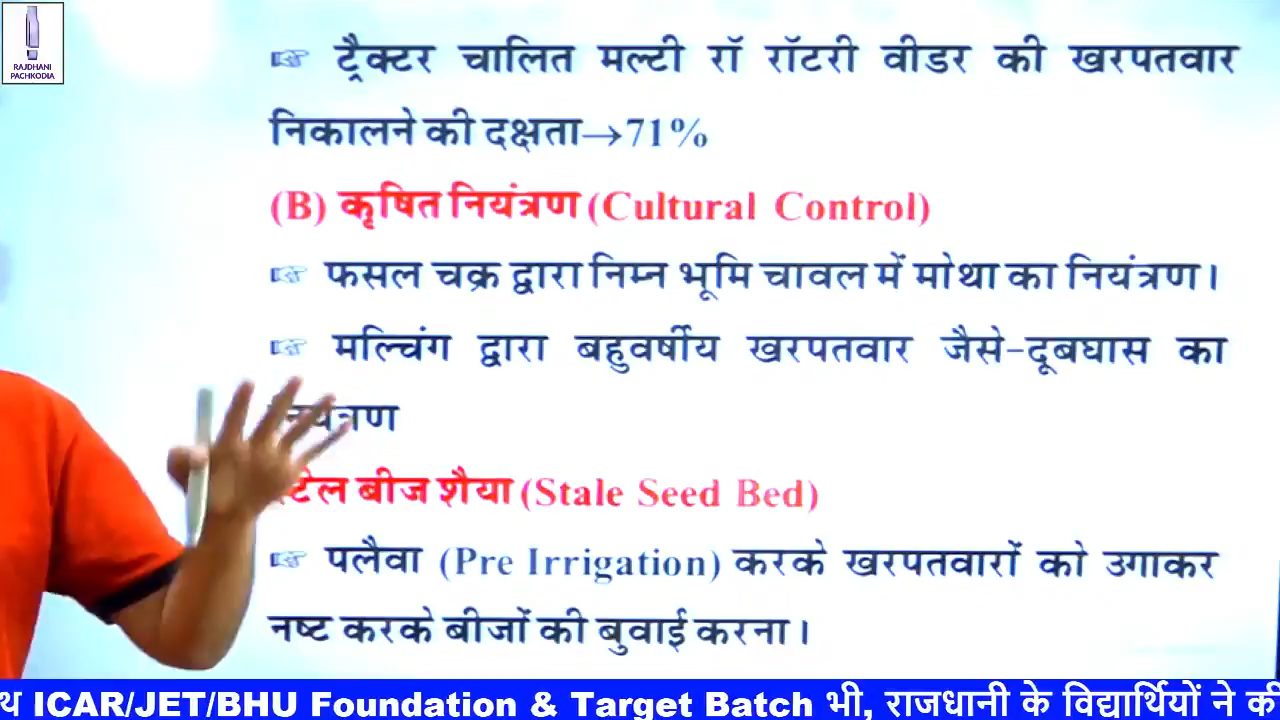 RAJDHANI
PACHKODIA
☞ ट्रैक्टर चालित मल्टी रॉ रॉटरी वीडर की खरपतवार
निकालने की दक्षता→71%
(B) कृषित नियंत्रण (Cultural Control)
☞ फसल चक्र द्वारा निम्न भूमि चावल में मोथा का नियंत्रण।
☞ मल्चिंग द्वारा बहुवर्षीय खरपतवार जैसे-दूबघास का
नियंत्रण
स्टेल बीज शैया (Stale Seed Bed)
☞ पलैवा (Pre Irrigation) करके खरपतवारों को उगाकर
नष्ट करके बीजों की बुवाई करना।
ICAR/JET/BHU Foundation & Target Batch भी, राजधानी के विद्यार्थियों ने की